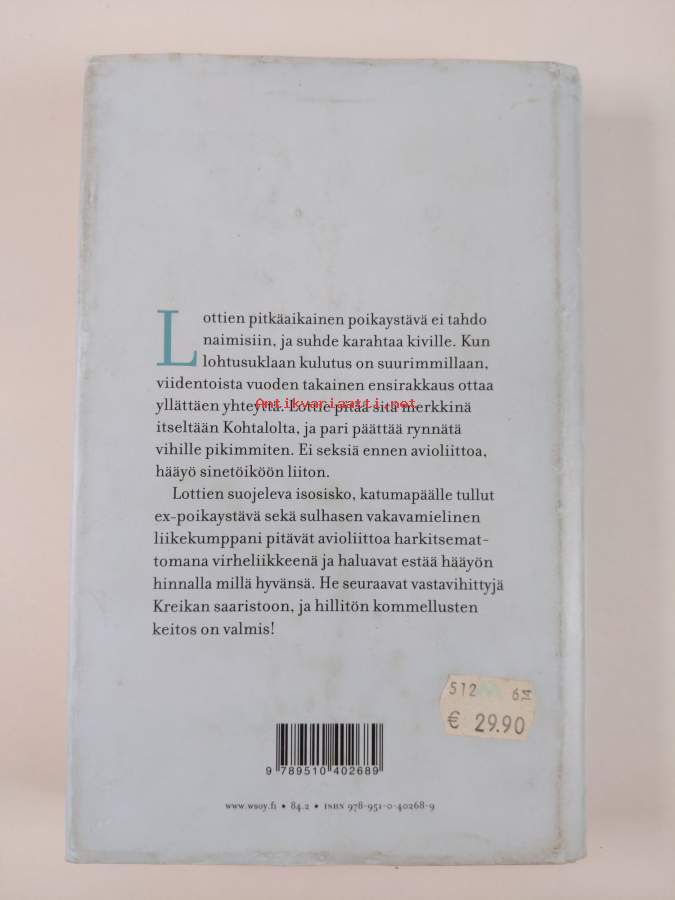 Lottien pitkäaikainen poikaystävä ei tahdo
naimisiin, ja suhde karahtaa kiville. Kun
lohtusuklaan kulutus on suurimmillaan,
viidentoista vuoden takainen ensirakkaus ottaa
yllättäen yhteyttä. Lottie pitää sitä merkkinä
Antikvariaatti.net
itseltään Kohtalolta, ja pari päättää rynnätä
vihille pikimmiten. Ei seksiä ennen avioliittoa,
hääyö sinetöiköön liiton.
Lottien suojeleva isosisko, katumapäälle tullut
ex-poikaystävä sekä sulhasen vakavamielinen
liikekumppani pitävät avioliittoa harkitsemat-
tomana virheliikkeenä ja haluavat estää hääyön
hinnalla millä hyvänsä. He seuraavat vastavihittyjä
Kreikan saaristoon, ja hillitön kommellusten
keitos on valmis!
512 64
€ 29.90
9 789510 402689
www.wsoy.fi • 84.2 • ISBN 978-951-0-40268-9